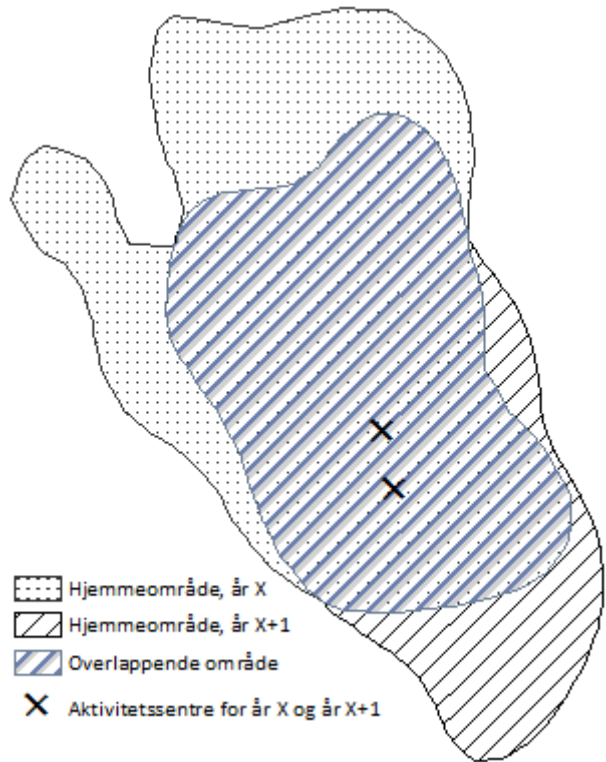 Hjemmeområde, år X
Hjemmeområde, år X+1
Overlappende område
Aktivitetssentre for år X og år X+1